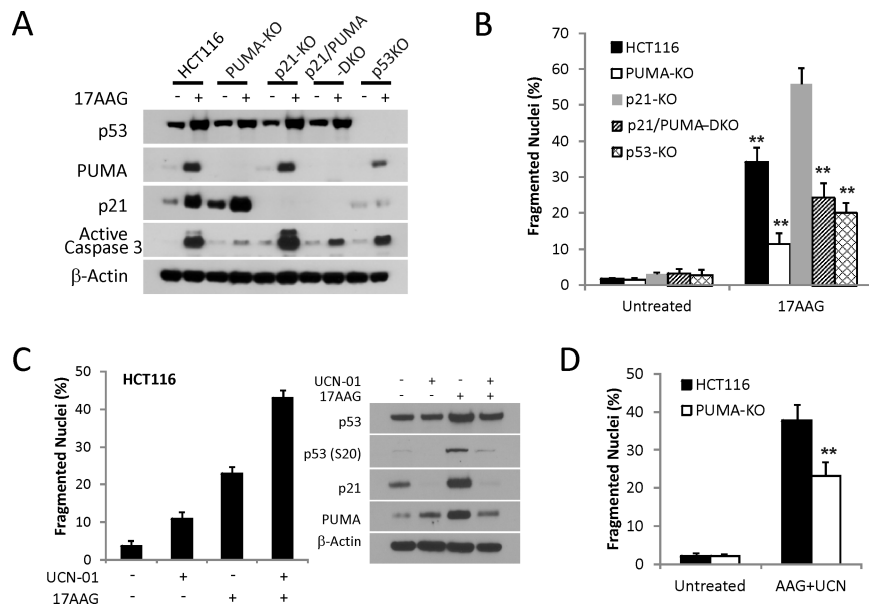 A
HCT116
PUMA-KO
p21-KO
p21/PUMA
-DKO
p53KO
17AAG
- + - + - + - + - +
p53
PUMA
p21
Active
Caspase 3
β-Actin
B
Fragmented Nuclei (%)
70
60
50
40
30
20
10
0
HCT116
PUMA-KO
p21-KO
p21/PUMA–DKO
p53-KO
**
**
**
**
Untreated
17AAG
C
Fragmented Nuclei (%)
50
40
30
20
10
0
HCT116
UCN-01 - + - +
17AAG - - + +
UCN-01 - + - +
17AAG - - + +
p53
p53 (S20)
p21
PUMA
β-Actin
D
Fragmented Nuclei (%)
50
40
30
20
10
0
HCT116
PUMA-KO
**
Untreated
AAG+UCN